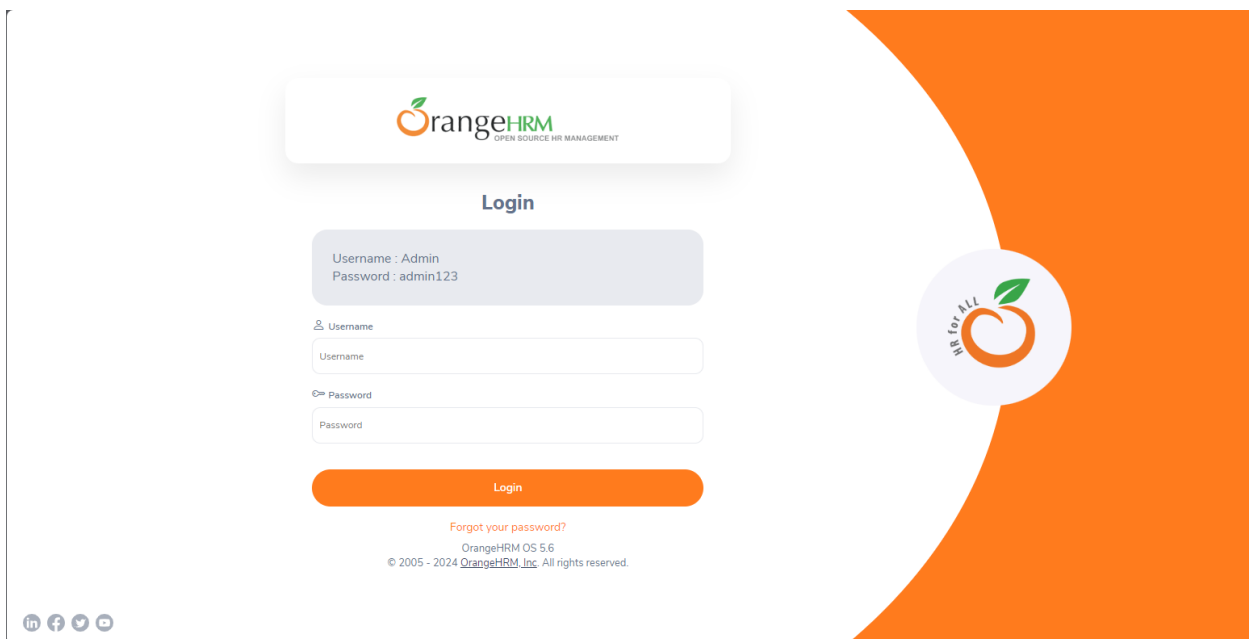 OrangeHRM
OPEN SOURCE HR MANAGEMENT
Login
Username : Admin
Password : admin123
Username
Username
Password
Password
Login
Forgot your password?
OrangeHRM OS 5.6
© 2005 - 2024 OrangeHRM, Inc. All rights reserved.
HR for ALL